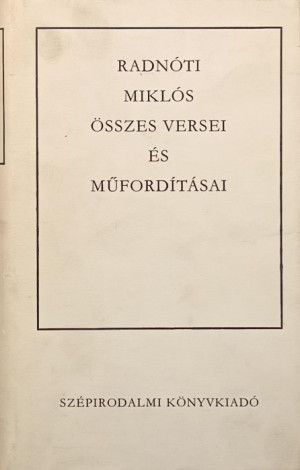 RADNÓTI
MIKLÓS
ÖSSZES VERSEI
ÉS
MŰFORDÍTÁSAI
SZÉPIRODALMI KÖNYVKIADÓ